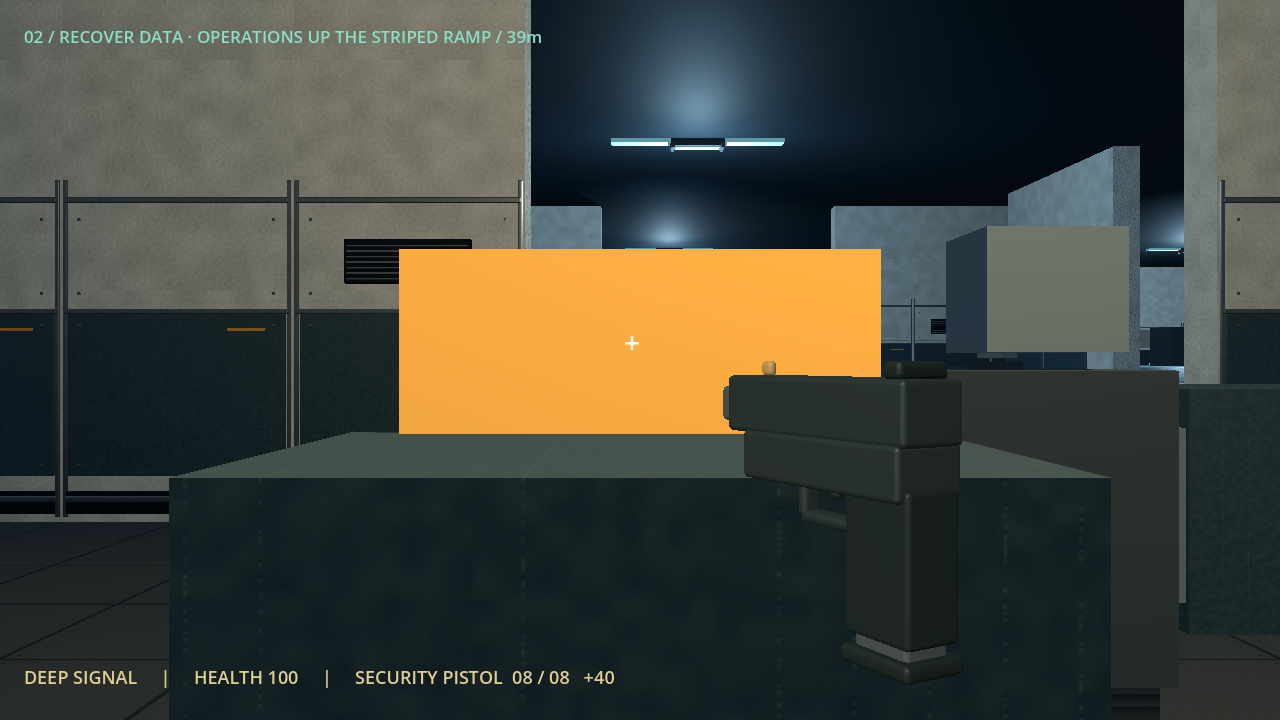 02 / RECOVER DATA · OPERATIONS UP THE STRIPED RAMP / 39m
DEEP SIGNAL | HEALTH 100 | SECURITY PISTOL 08 / 08 +40